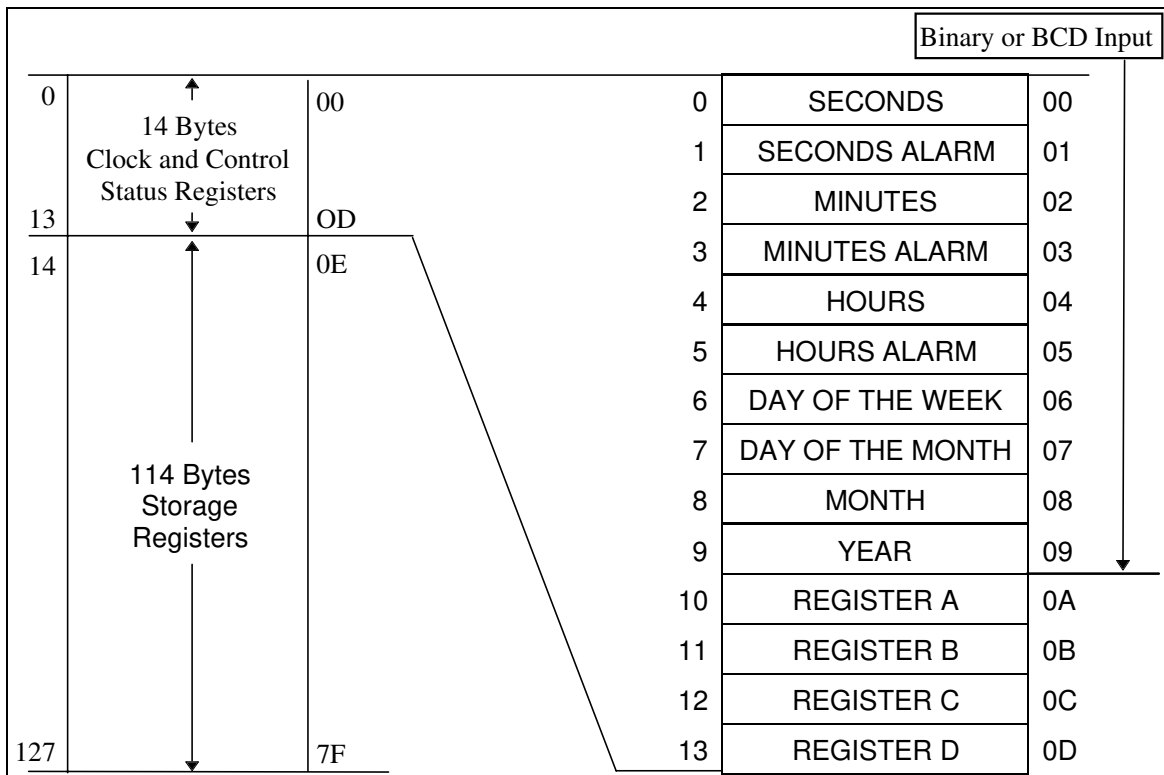 Binary or BCD Input
0 00
14 Bytes
Clock and Control
Status Registers
13 OD
14 0E
114 Bytes
Storage
Registers
127 7F
0 SECONDS 00
1 SECONDS ALARM 01
2 MINUTES 02
3 MINUTES ALARM 03
4 HOURS 04
5 HOURS ALARM 05
6 DAY OF THE WEEK 06
7 DAY OF THE MONTH 07
8 MONTH 08
9 YEAR 09
10 REGISTER A 0A
11 REGISTER B 0B
12 REGISTER C 0C
13 REGISTER D 0D